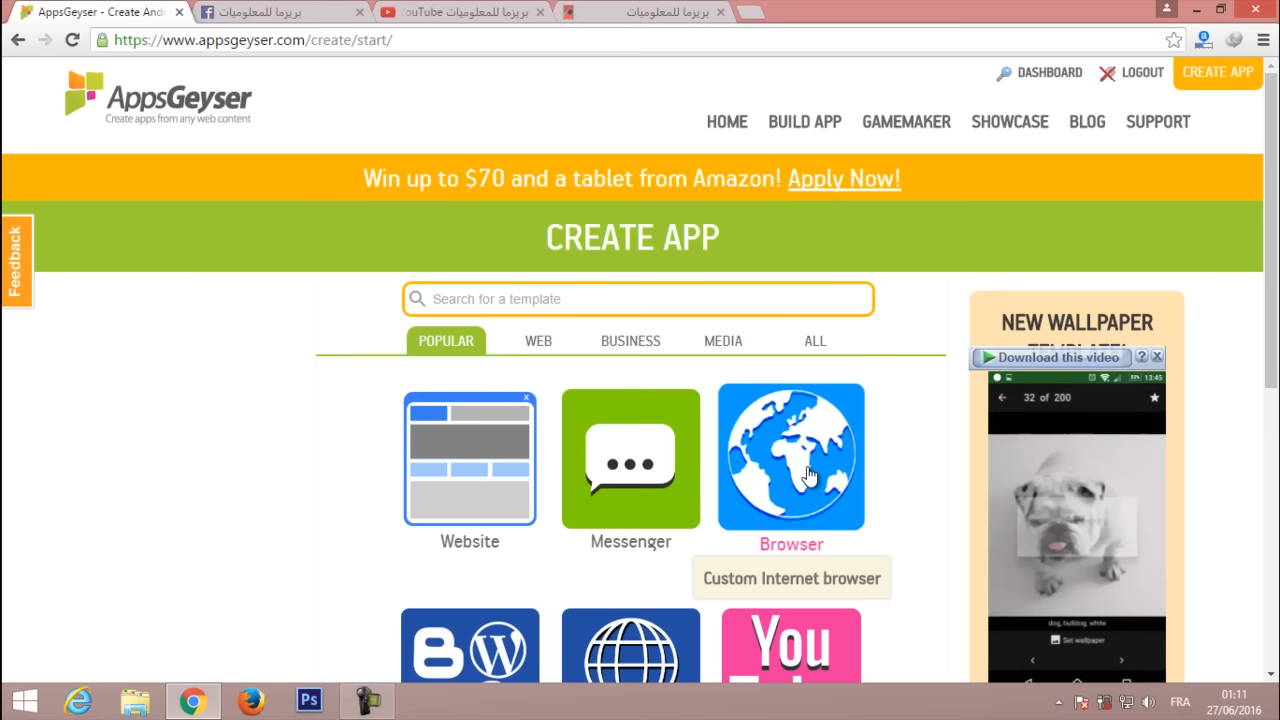 AppsGeyser - Create And
بريزما للمعلوميات
YouTube بريزما للمعلوميات
بريزما للمعلوميات
https://www.appsgeyser.com/create/start/
AppsGeyser
Create apps from any web content
DASHBOARD
LOGOUT
CREATE APP
HOME
BUILD APP
GAMEMAKER
SHOWCASE
BLOG
SUPPORT
Win up to $70 and a tablet from Amazon! Apply Now!
CREATE APP
Feedback
Search for a template
POPULAR
WEB
BUSINESS
MEDIA
ALL
Website
Messenger
Browser
Custom Internet browser
B W
You
NEW WALLPAPER
TEMPLATE!
Download this video
13:45
32 of 200
dog, bulldog, white
Set wallpaper
Ps
FRA
01:11
27/06/2016